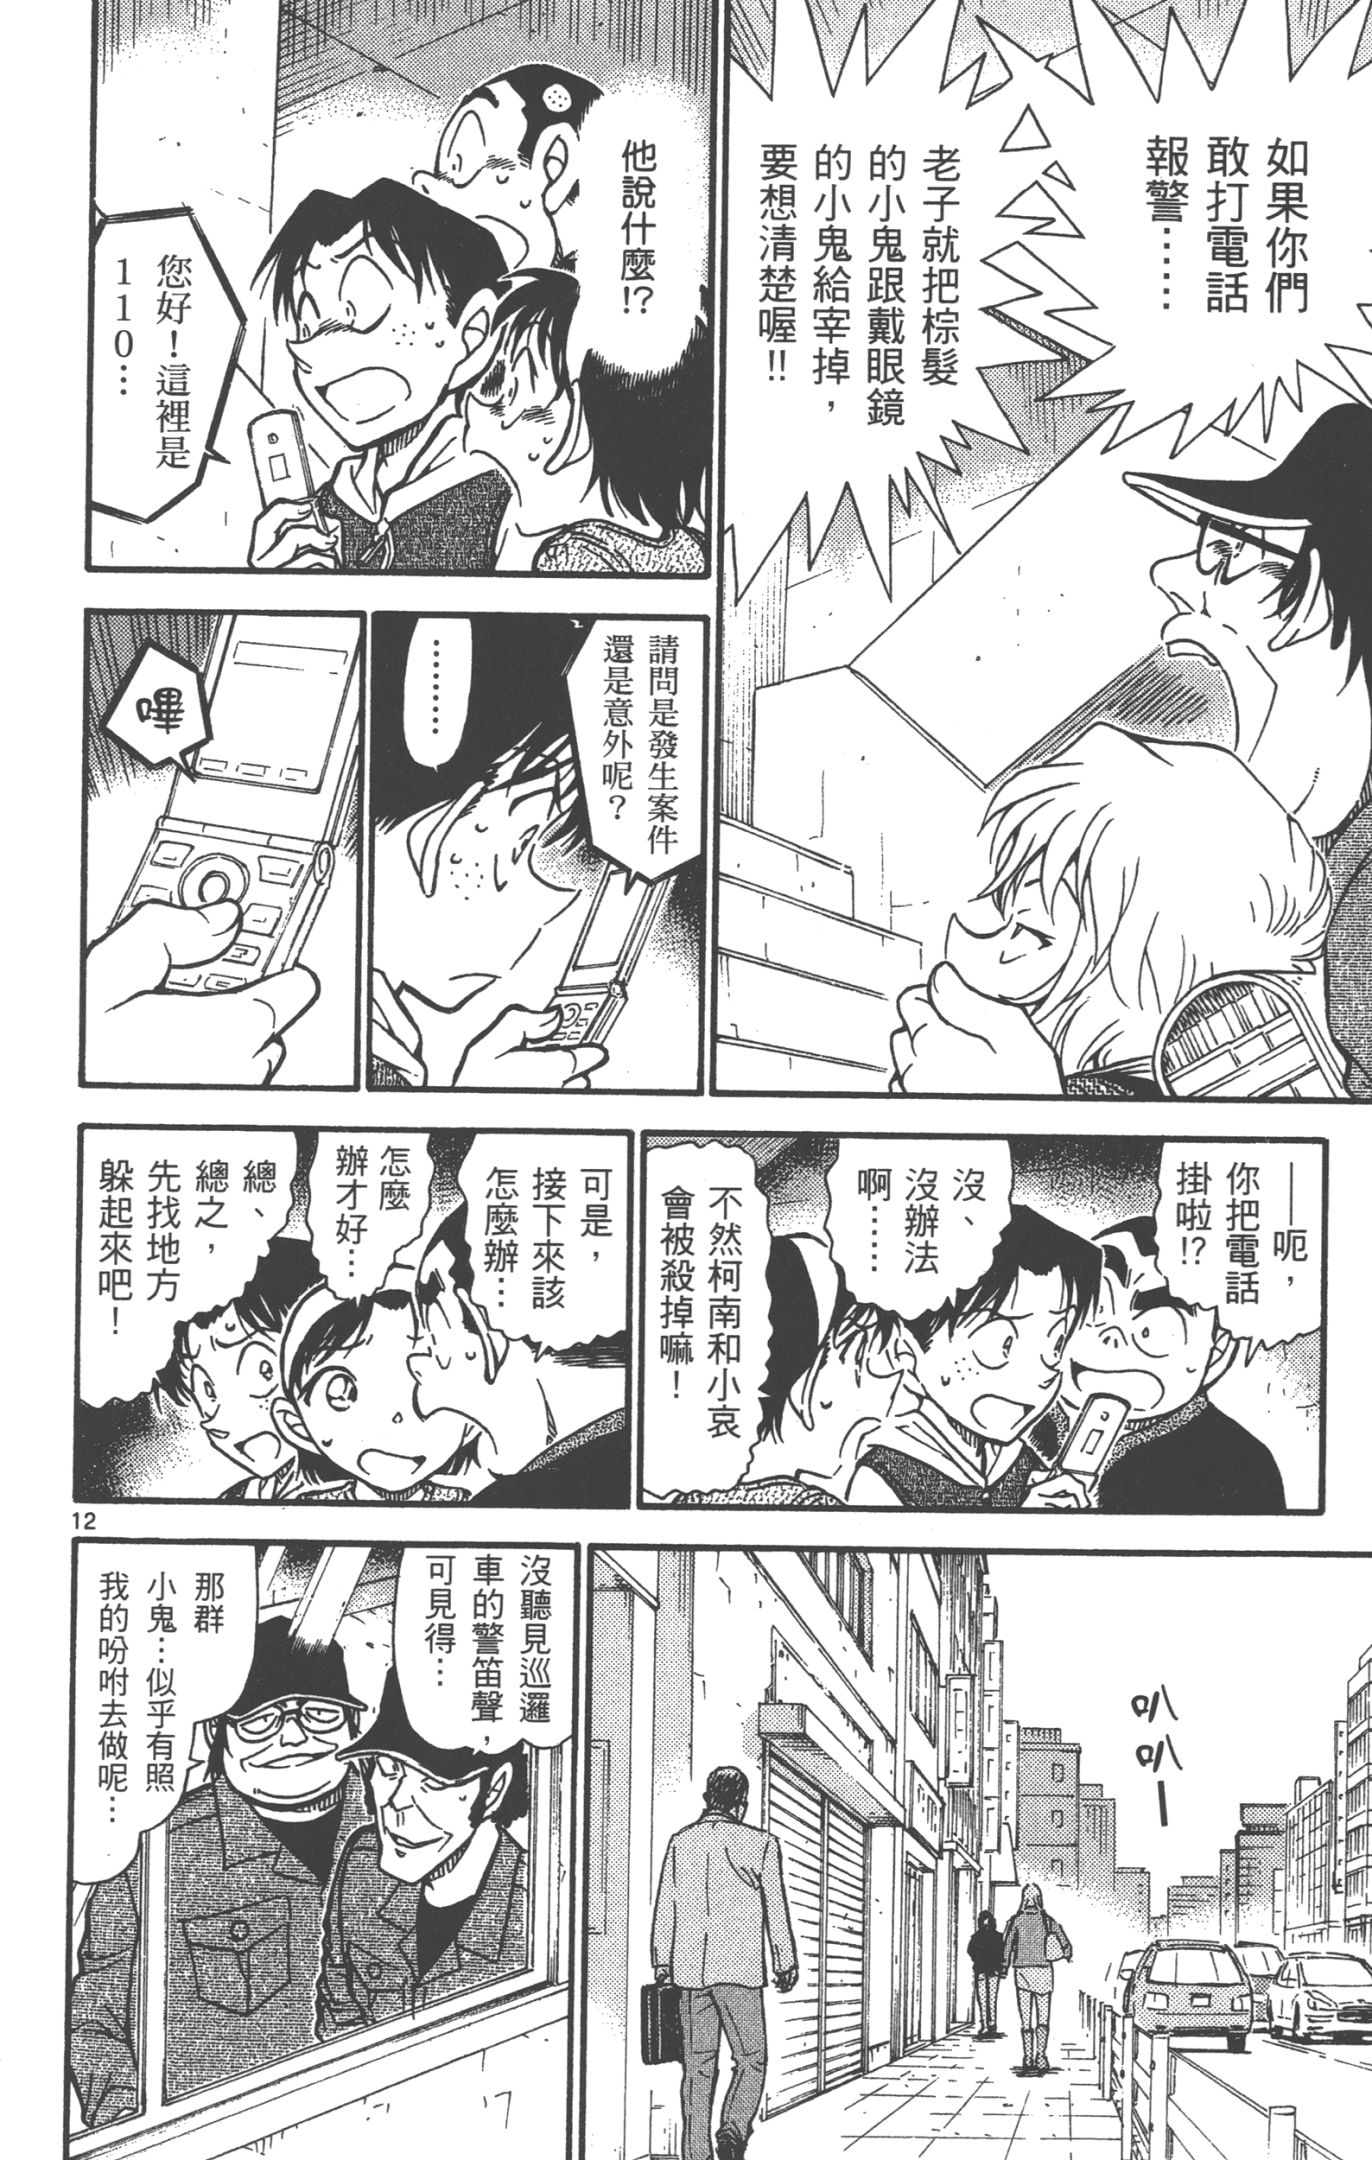 如果你們
敢打電話
報警……
老子就把棕髮
的小鬼跟戴眼鏡
的小鬼給宰掉，
要想清楚喔!!
他說什麼!?
您好！這裡是
110…
請問是發生案件
還是意外呢？
………
嗶
——呃，
你把電話
掛啦!?
沒、
沒辦法
啊……
不然柯南和小哀
會被殺掉嘛！
可是，
接下來該
怎麼辦…
怎麼
辦才好…
總、
總之，
先找地方
躲起來吧！
叭叭—
沒聽見巡邏
車的警笛聲，
可見得…
那群
小鬼…似乎有照
我的吩咐去做呢…
12